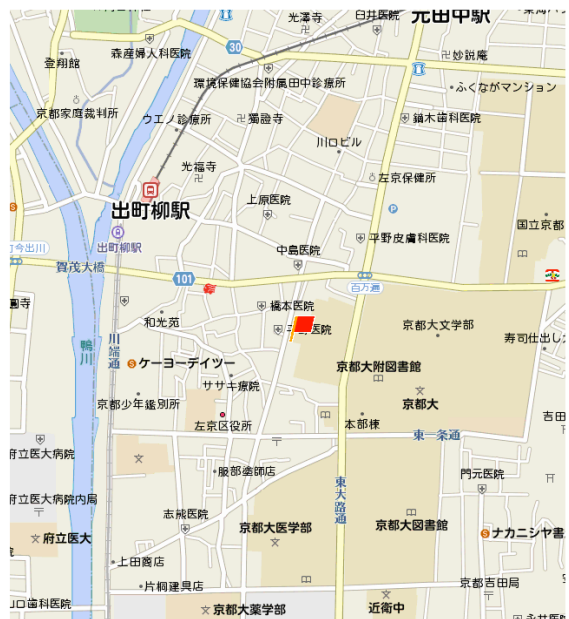 元田中駅
光澤寺
臼井医院
森産婦人科医院
30
登翔館
妙説庵
環境保健協会附属田中診療所
ふくながマンション
京都家庭裁判所
ウエノ診療所
獨證寺
鏑木歯科医院
川口ビル
光福寺
左京保健所
上原医院
出町柳駅
P
国立京都
出町柳駅
平野皮膚科医院
町今出川
中島医院
賀茂大橋
101
百万遍
圓寺
橋本医院
和光苑
京都大文学部
鴨川
川端通
寿司仕出し
ケーヨーデイツー
京都大附図書館
ササキ療院
京都少年鑑別所
京都大
左京区役所
本部棟
吉田
東一条通
府立医大病院
服部塗師店
門元医院
府立医大病院内局
東大路通
志熊医院
京都大医学部
京都大図書館
ナカニシヤ書
府立医大
上田商店
片桐建具店
京都吉田局
口歯科医院
京都大薬学部
近衛中